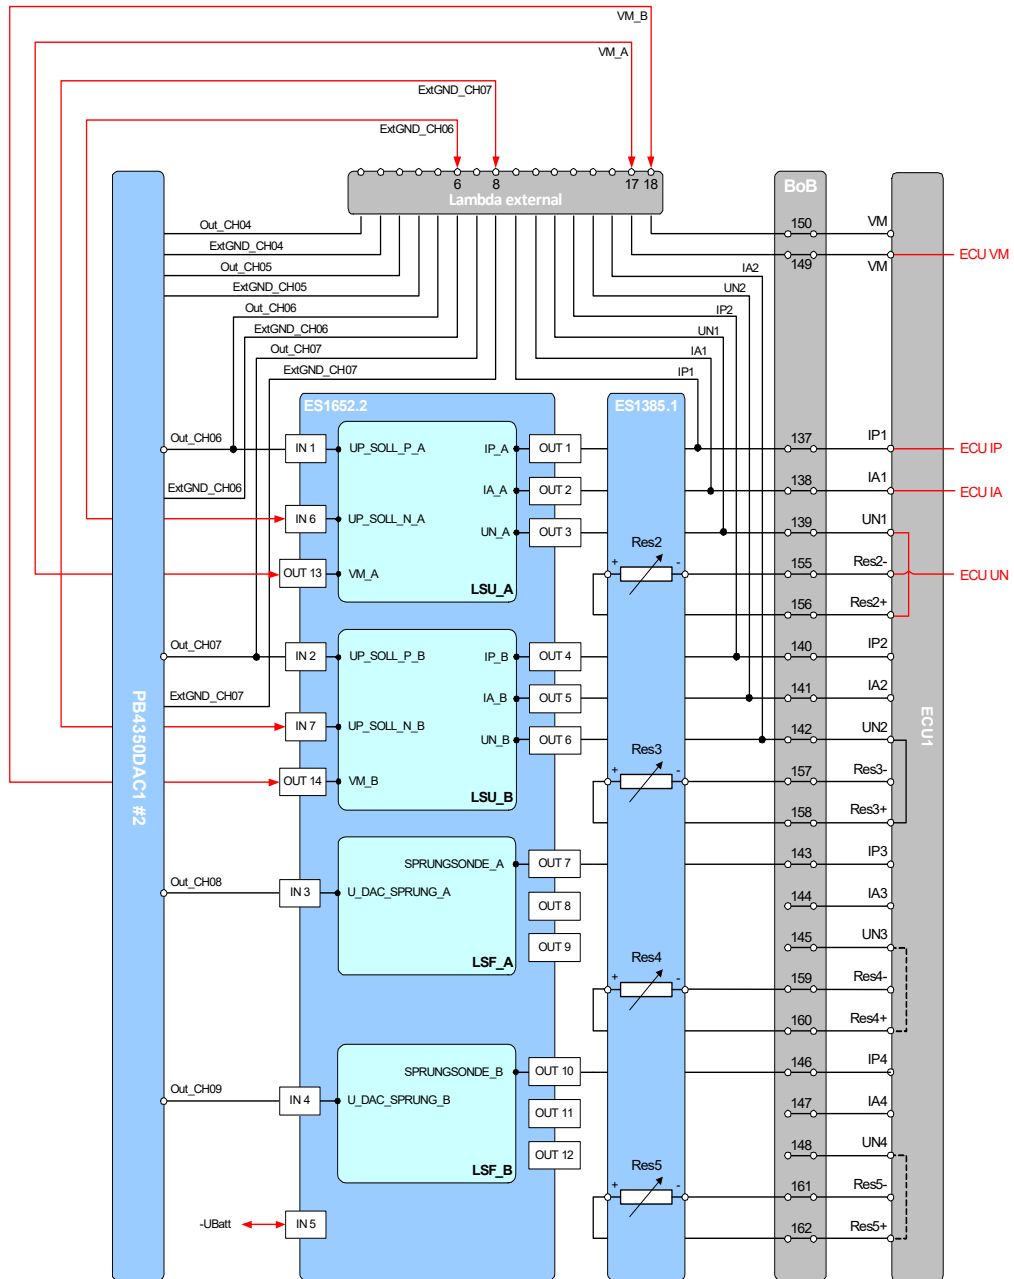 VM_B
VM_A
ExtGND_CH07
ExtGND_CH06
6 8 17 18
Lambda external
BoB
Out_CH04
150 VM
ExtGND_CH04
ECU VM
149 VM
Out_CH05
IA2
ExtGND_CH05
UN2
Out_CH06
IP2
ExtGND_CH06
UN1
Out_CH07
IA1
ExtGND_CH07
IP1
ES1652.2
ES1385.1
Out_CH06
IN 1 UP_SOLL_P_A IP_A OUT 1
137 IP1 ECU IP
ExtGND_CH06
IA_A OUT 2
138 IA1 ECU IA
IN 6 UP_SOLL_N_A UN_A OUT 3
139 UN1
Res2
+ -
155 Res2- ECU UN
OUT 13 VM_A
LSU_A
156 Res2+
Out_CH07
IN 2 UP_SOLL_P_B IP_B OUT 4
140 IP2
ExtGND_CH07
IA_B OUT 5
141 IA2
IN 7 UP_SOLL_N_B UN_B OUT 6
142 UN2
Res3
+ -
157 Res3-
OUT 14 VM_B
LSU_B
158 Res3+
PB4350DAC1 #2
ECU1
SPRUNGSONDE_A OUT 7
143 IP3
Out_CH08
IN 3 U_DAC_SPRUNG_A
OUT 8
144 IA3
OUT 9
145 UN3
LSF_A
Res4
+ -
159 Res4-
160 Res4+
SPRUNGSONDE_B OUT 10
146 IP4
Out_CH09
IN 4 U_DAC_SPRUNG_B
OUT 11
147 IA4
OUT 12
148 UN4
LSF_B
Res5
+ -
161 Res5-
-UBatt IN 5
162 Res5+